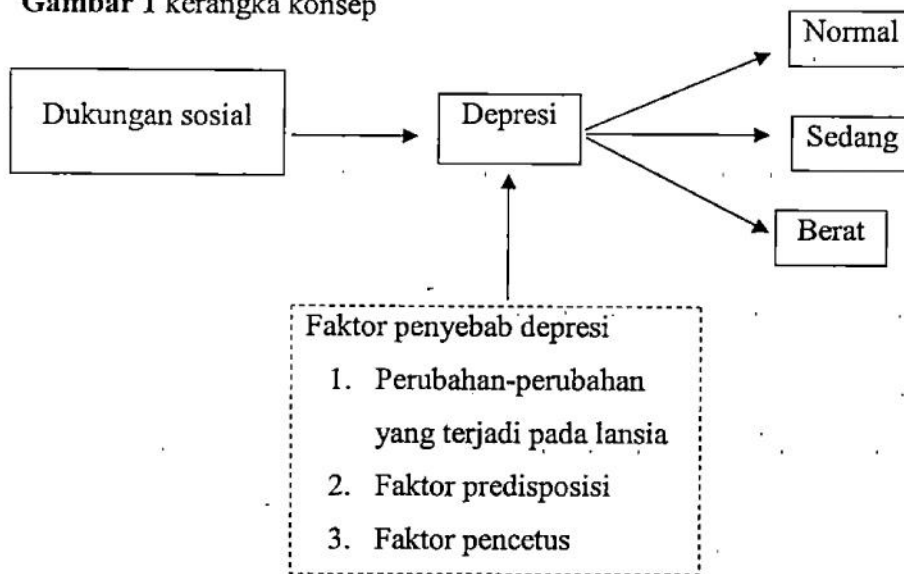 Gambar 1 kerangka konsep
Dukungan sosial
Depresi
Normal
Sedang
Berat
Faktor penyebab depresi
1. Perubahan-perubahan
yang terjadi pada lansia
2. Faktor predisposisi
3. Faktor pencetus